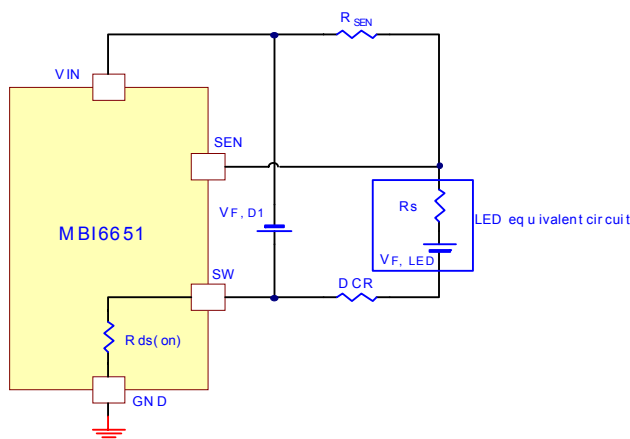 R SEN
VIN
SEN
Rs
LED equivalent circuit
VF, D1
MBI6651
VF, LED
SW
DCR
Rds(on)
GND